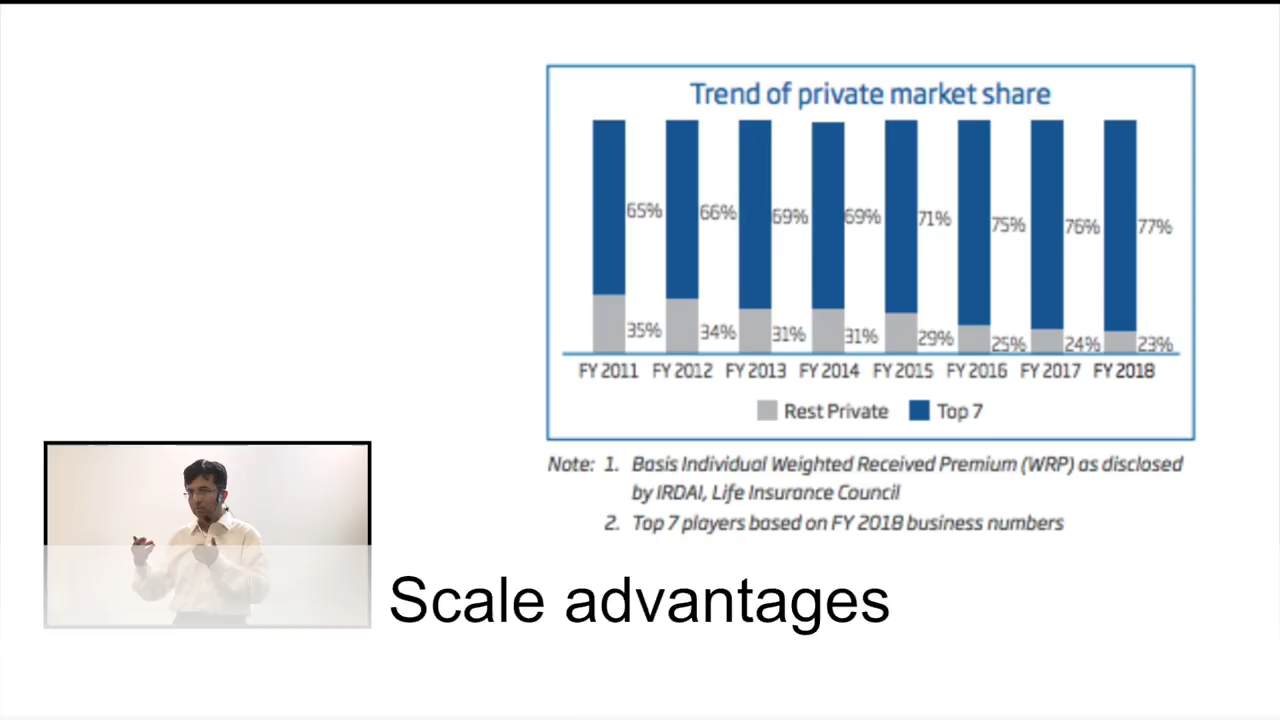 Trend of private market share
65% 66% 69% 69% 71% 75% 76% 77%
35% 34% 31% 31% 29% 25% 24% 23%
FY 2011 FY 2012 FY 2013 FY 2014 FY 2015 FY 2016 FY 2017 FY 2018
Rest Private Top 7
Note: 1. Basis Individual Weighted Received Premium (WRP) as disclosed
by IRDAI, Life Insurance Council
2. Top 7 players based on FY 2018 business numbers
Scale advantages